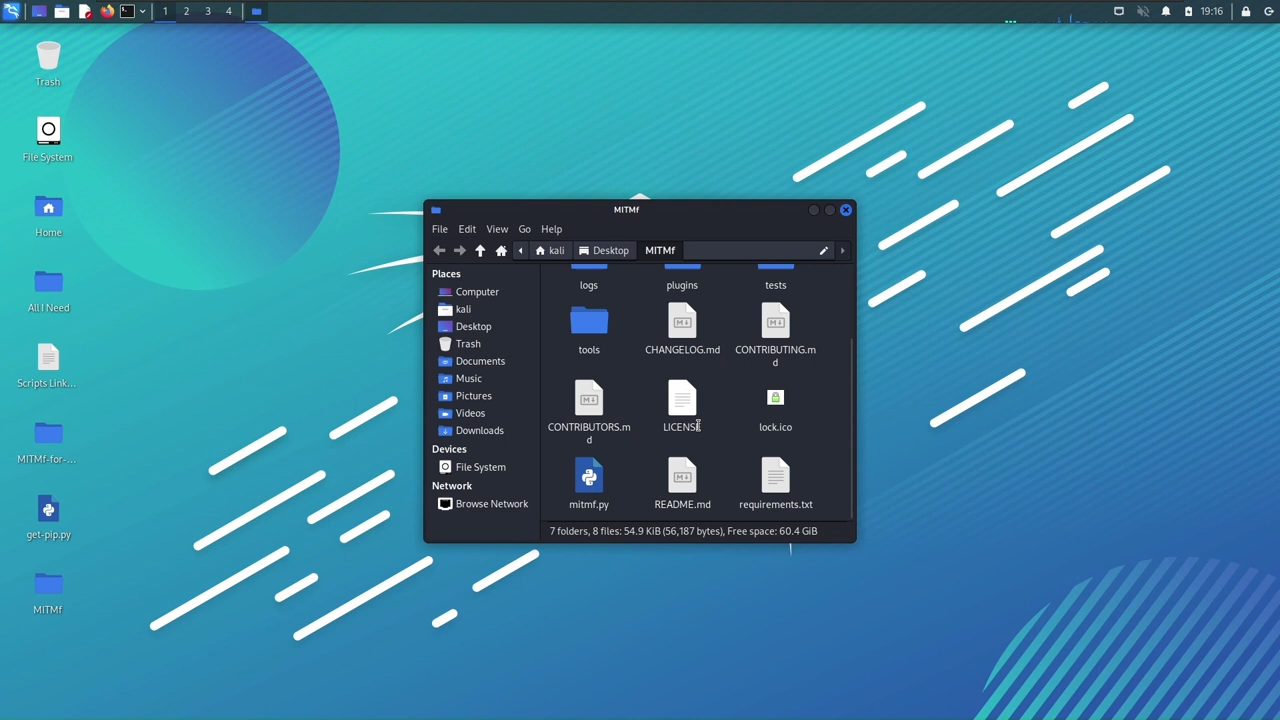 1 2 3 4
19:16
Trash
File System
Home
All I Need
Scripts Link...
MITMf-for-...
get-pip.py
MITMf
MITMf
File Edit View Go Help
kali Desktop MITMf
Places
Computer
kali
Desktop
Trash
Documents
Music
Pictures
Videos
Downloads
Devices
File System
Network
Browse Network
logs plugins tests
tools CHANGELOG.md CONTRIBUTING.m
d
CONTRIBUTORS.m LICENSE lock.ico
d
mitmf.py README.md requirements.txt
7 folders, 8 files: 54.9 KiB (56,187 bytes), Free space: 60.4 GiB